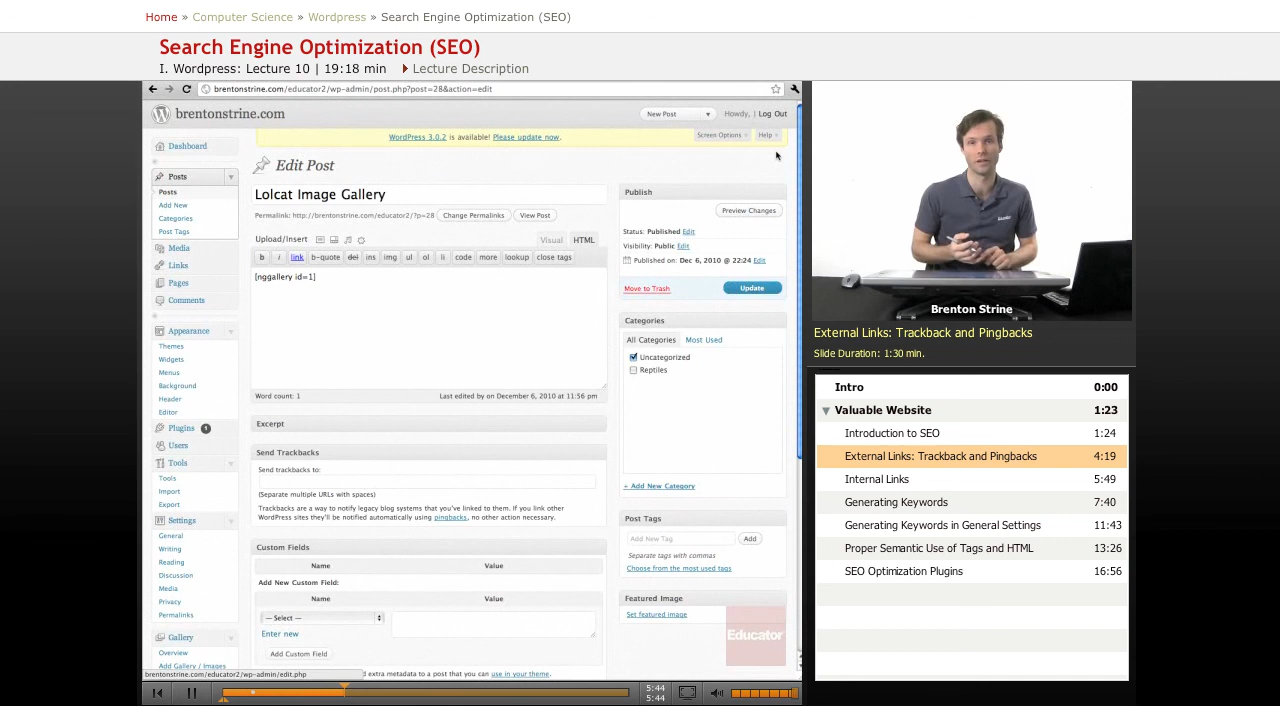 Home » Computer Science » Wordpress » Search Engine Optimization (SEO)
Search Engine Optimization (SEO)
I. Wordpress: Lecture 10 | 19:18 min Lecture Description
brentonstrine.com/educator2/wp-admin/post.php?post=28&action=edit
brentonstrine.com
New Post
Howdy, | Log Out
WordPress 3.0.2 is available! Please update now.
Screen Options
Help
Dashboard
Posts
Posts
Add New
Categories
Post Tags
Media
Links
Pages
Comments
Appearance
Themes
Widgets
Menus
Background
Header
Editor
Plugins 1
Users
Tools
Tools
Import
Export
Settings
General
Writing
Reading
Discussion
Media
Privacy
Permalinks
Gallery
Overview
Add Gallery / Images
Edit Post
Lolcat Image Gallery
Permalink: http://brentonstrine.com/educator2/?p=28 Change Permalinks View Post
Upload/Insert
Visual HTML
b i link b-quote del ins img ul ol li code more lookup close tags
[nggallery id=1]
Word count: 1 Last edited by on December 6, 2010 at 11:56 pm
Excerpt
Send Trackbacks
Send trackbacks to:
(Separate multiple URLs with spaces)
Trackbacks are a way to notify legacy blog systems that you've linked to them. If you link other
WordPress sites they'll be notified automatically using pingbacks, no other action necessary.
Custom Fields
Name Value
Add New Custom Field:
Name Value
— Select —
Enter new
Add Custom Field
d extra metadata to a post that you can use in your theme.
Publish
Preview Changes
Status: Published Edit
Visibility: Public Edit
Published on: Dec 6, 2010 @ 22:24 Edit
Move to Trash Update
Categories
All Categories Most Used
Uncategorized
Reptiles
+ Add New Category
Post Tags
Add New Tag Add
Separate tags with commas
Choose from the most used tags
Featured Image
Set featured image
Educator
brentonstrine.com/educator2/wp-admin/edit.php
5:44
5:44
Brenton Strine
External Links: Trackback and Pingbacks
Slide Duration: 1:30 min.
Intro 0:00
Valuable Website 1:23
Introduction to SEO 1:24
External Links: Trackback and Pingbacks 4:19
Internal Links 5:49
Generating Keywords 7:40
Generating Keywords in General Settings 11:43
Proper Semantic Use of Tags and HTML 13:26
SEO Optimization Plugins 16:56